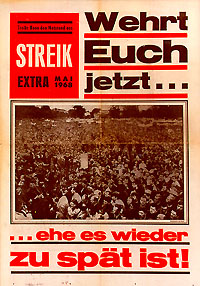 STREIK
EXTRA MAI
1968
Wehrt
Euch
jetzt...
...ehe es wieder
zu spät ist!